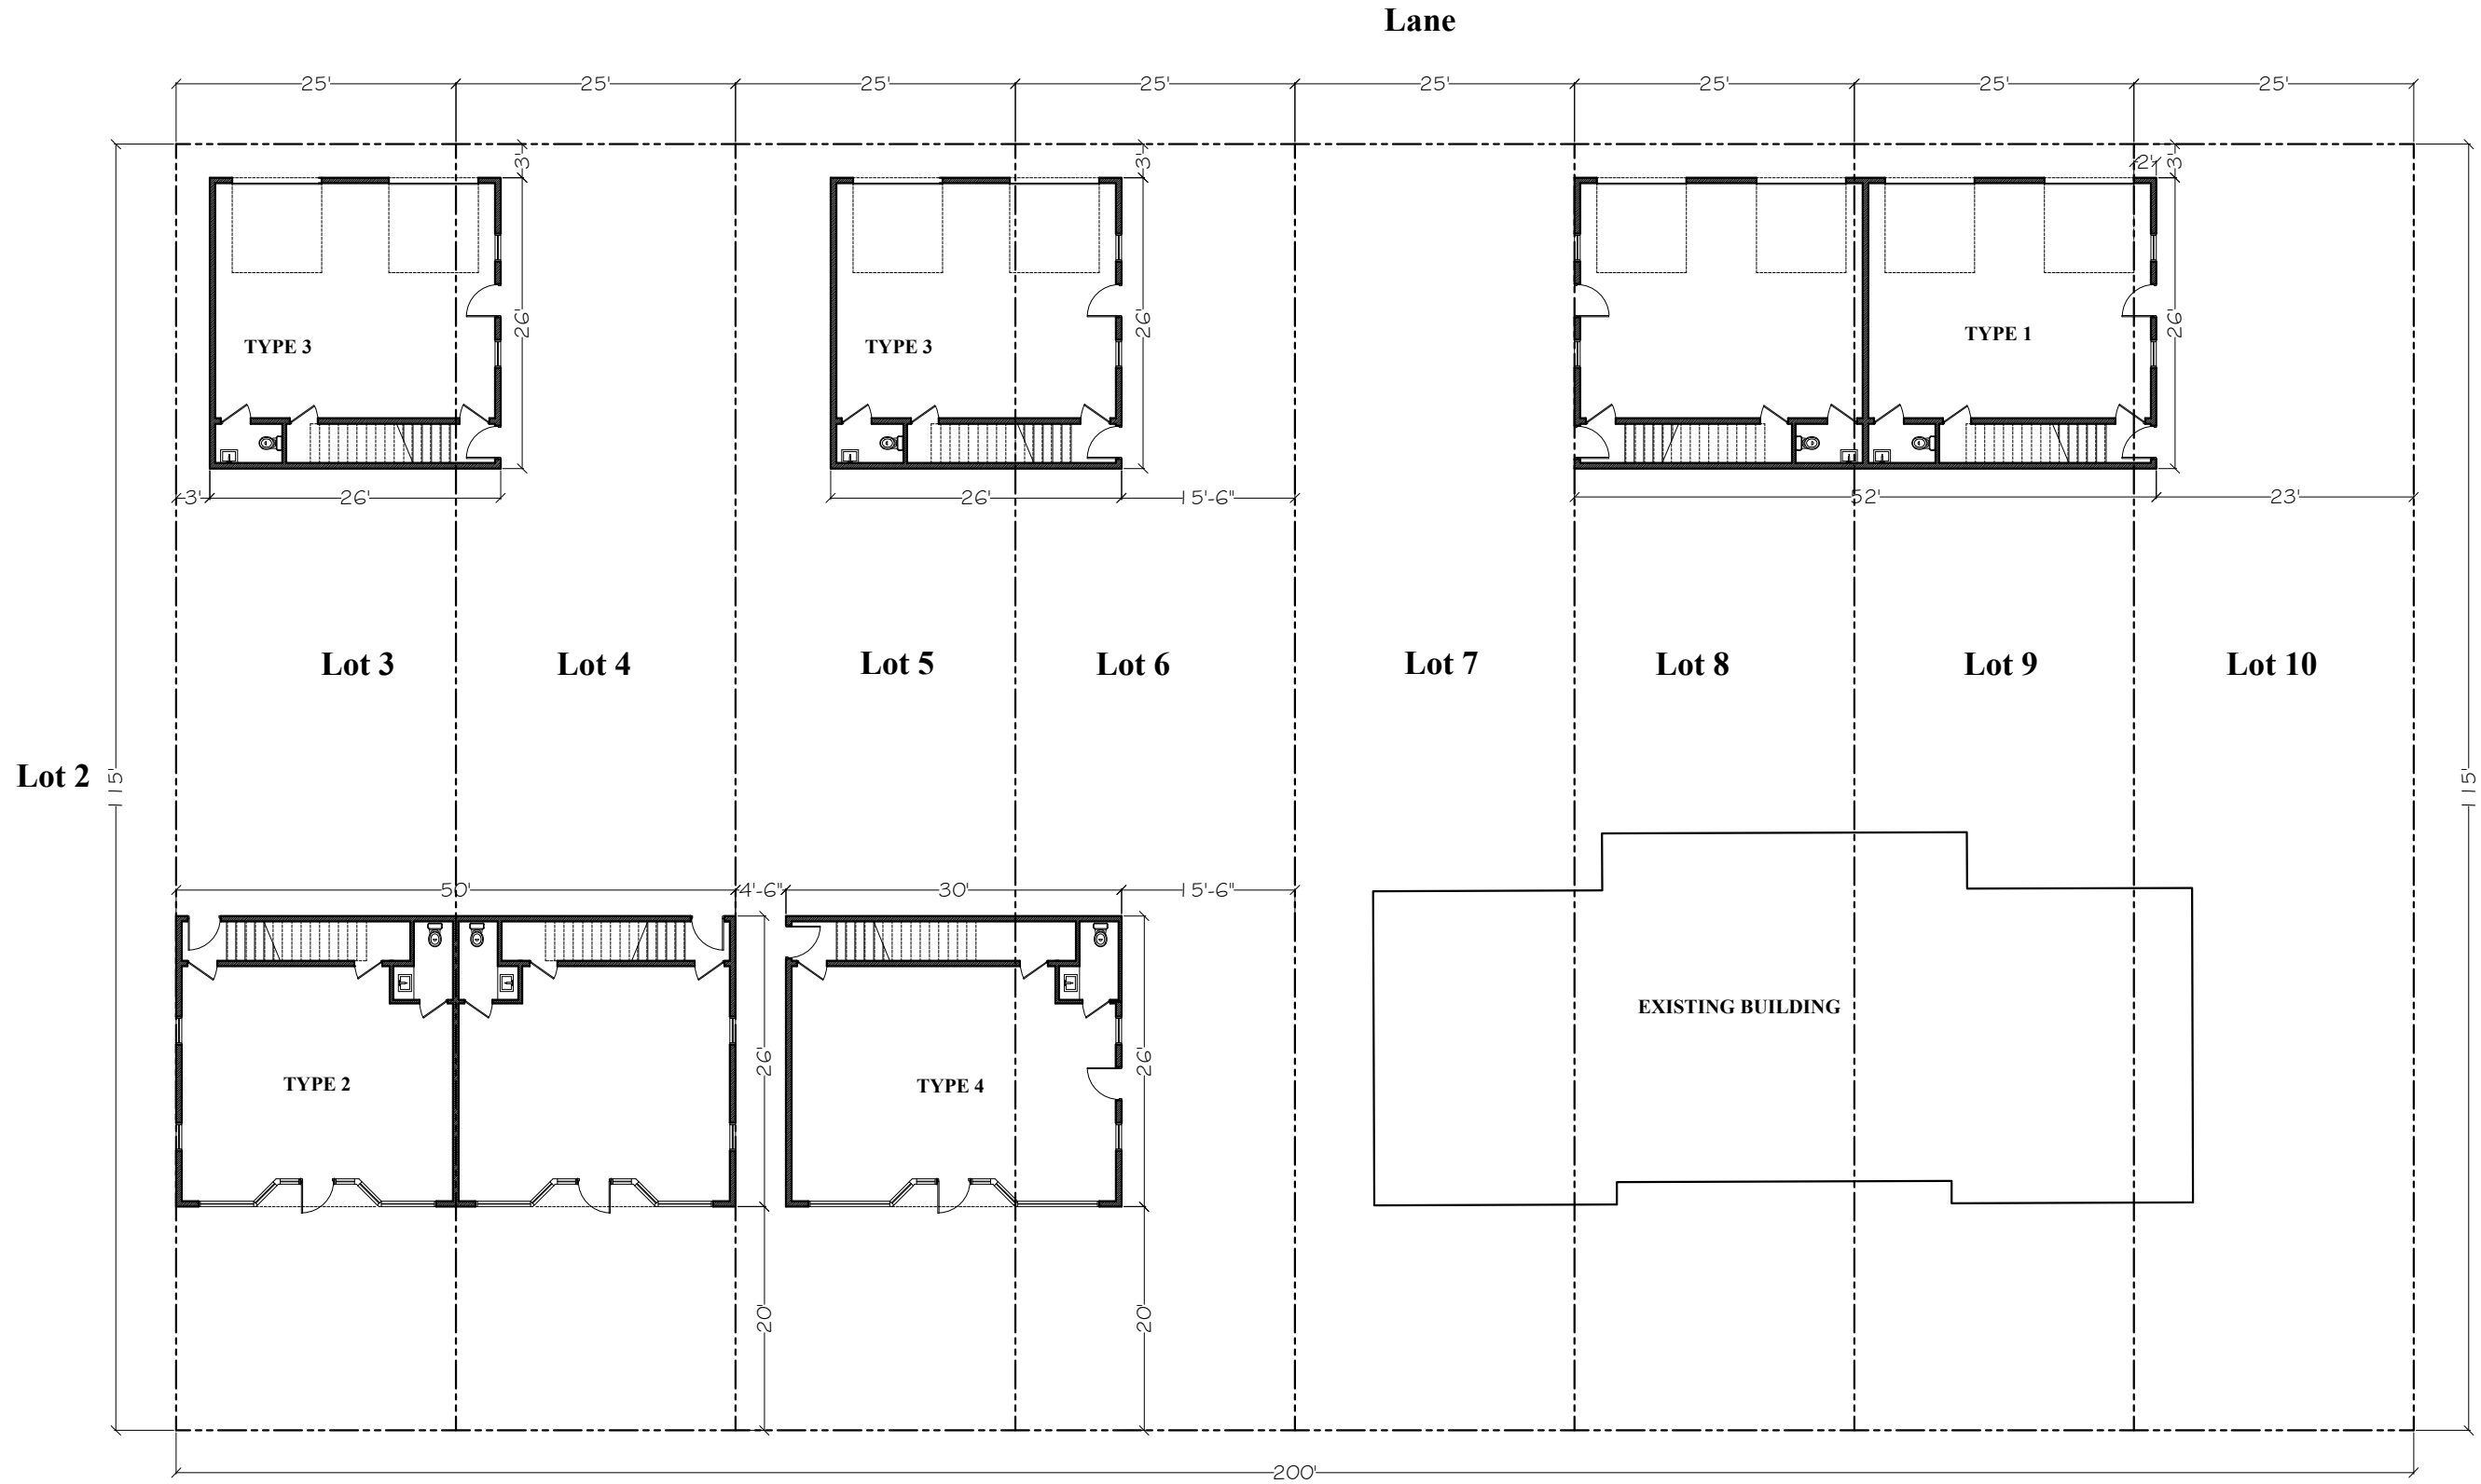 Lane
25' 25' 25' 25' 25' 25' 25' 25'
3' 3' 2' 3'
26' 26' 26'
TYPE 3 TYPE 3 TYPE 1
3' 26' 26' 15'-6" 52' 23'
Lot 3 Lot 4 Lot 5 Lot 6 Lot 7 Lot 8 Lot 9 Lot 10
Lot 2 115' 115'
50' 4'-6" 30' 15'-6"
EXISTING BUILDING
26' 26'
TYPE 2 TYPE 4
20' 20'
200'